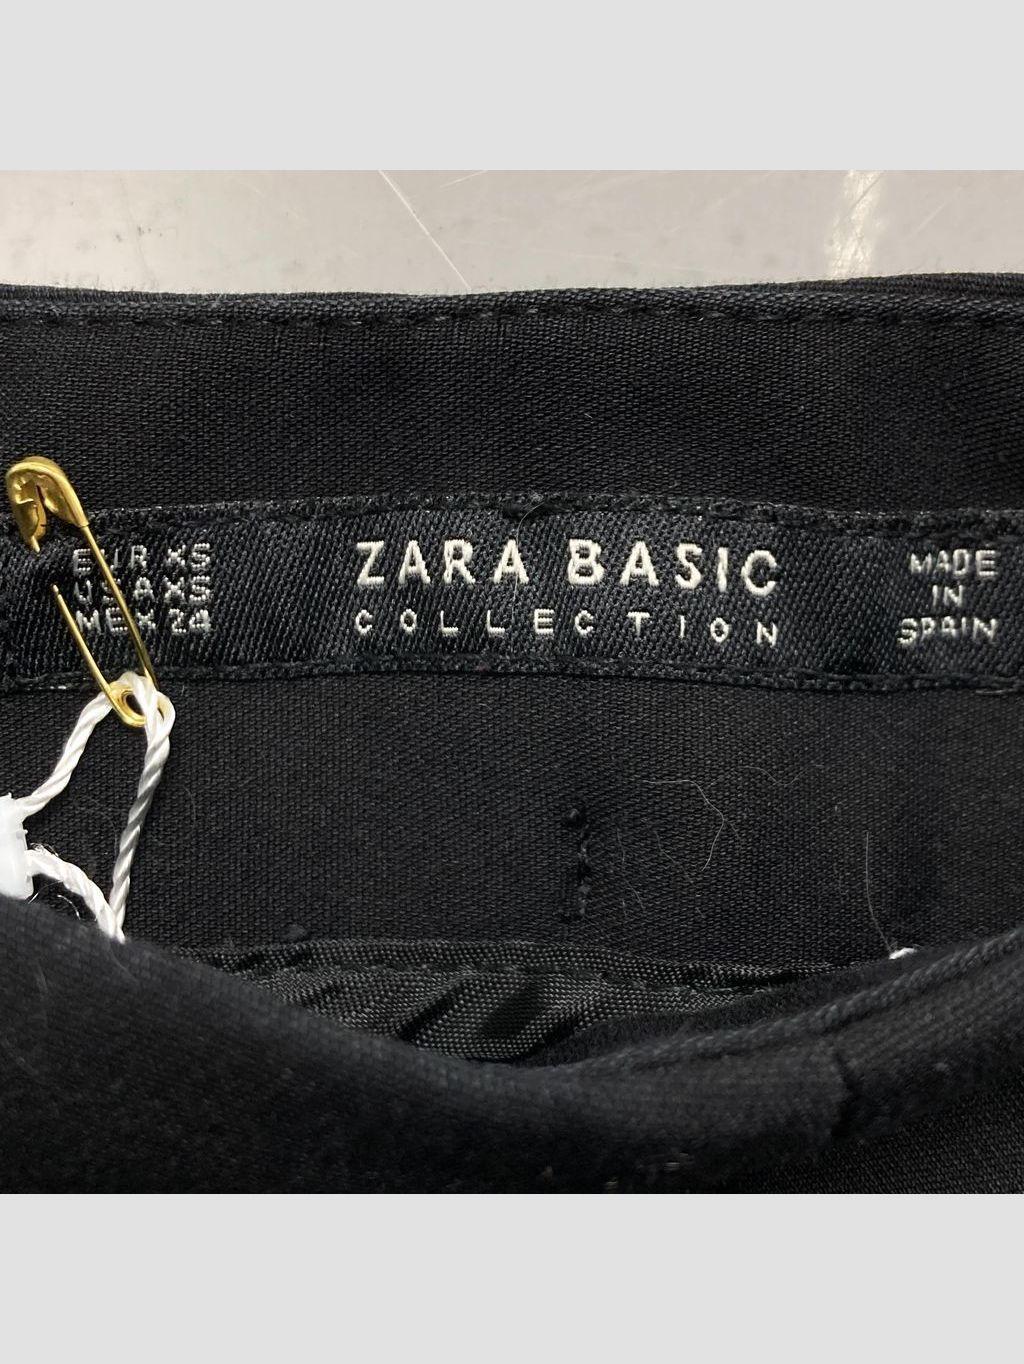 EUR XS
USA XS
MEX 24
ZARA BASIC
COLLECTION
MADE
IN
SPAIN